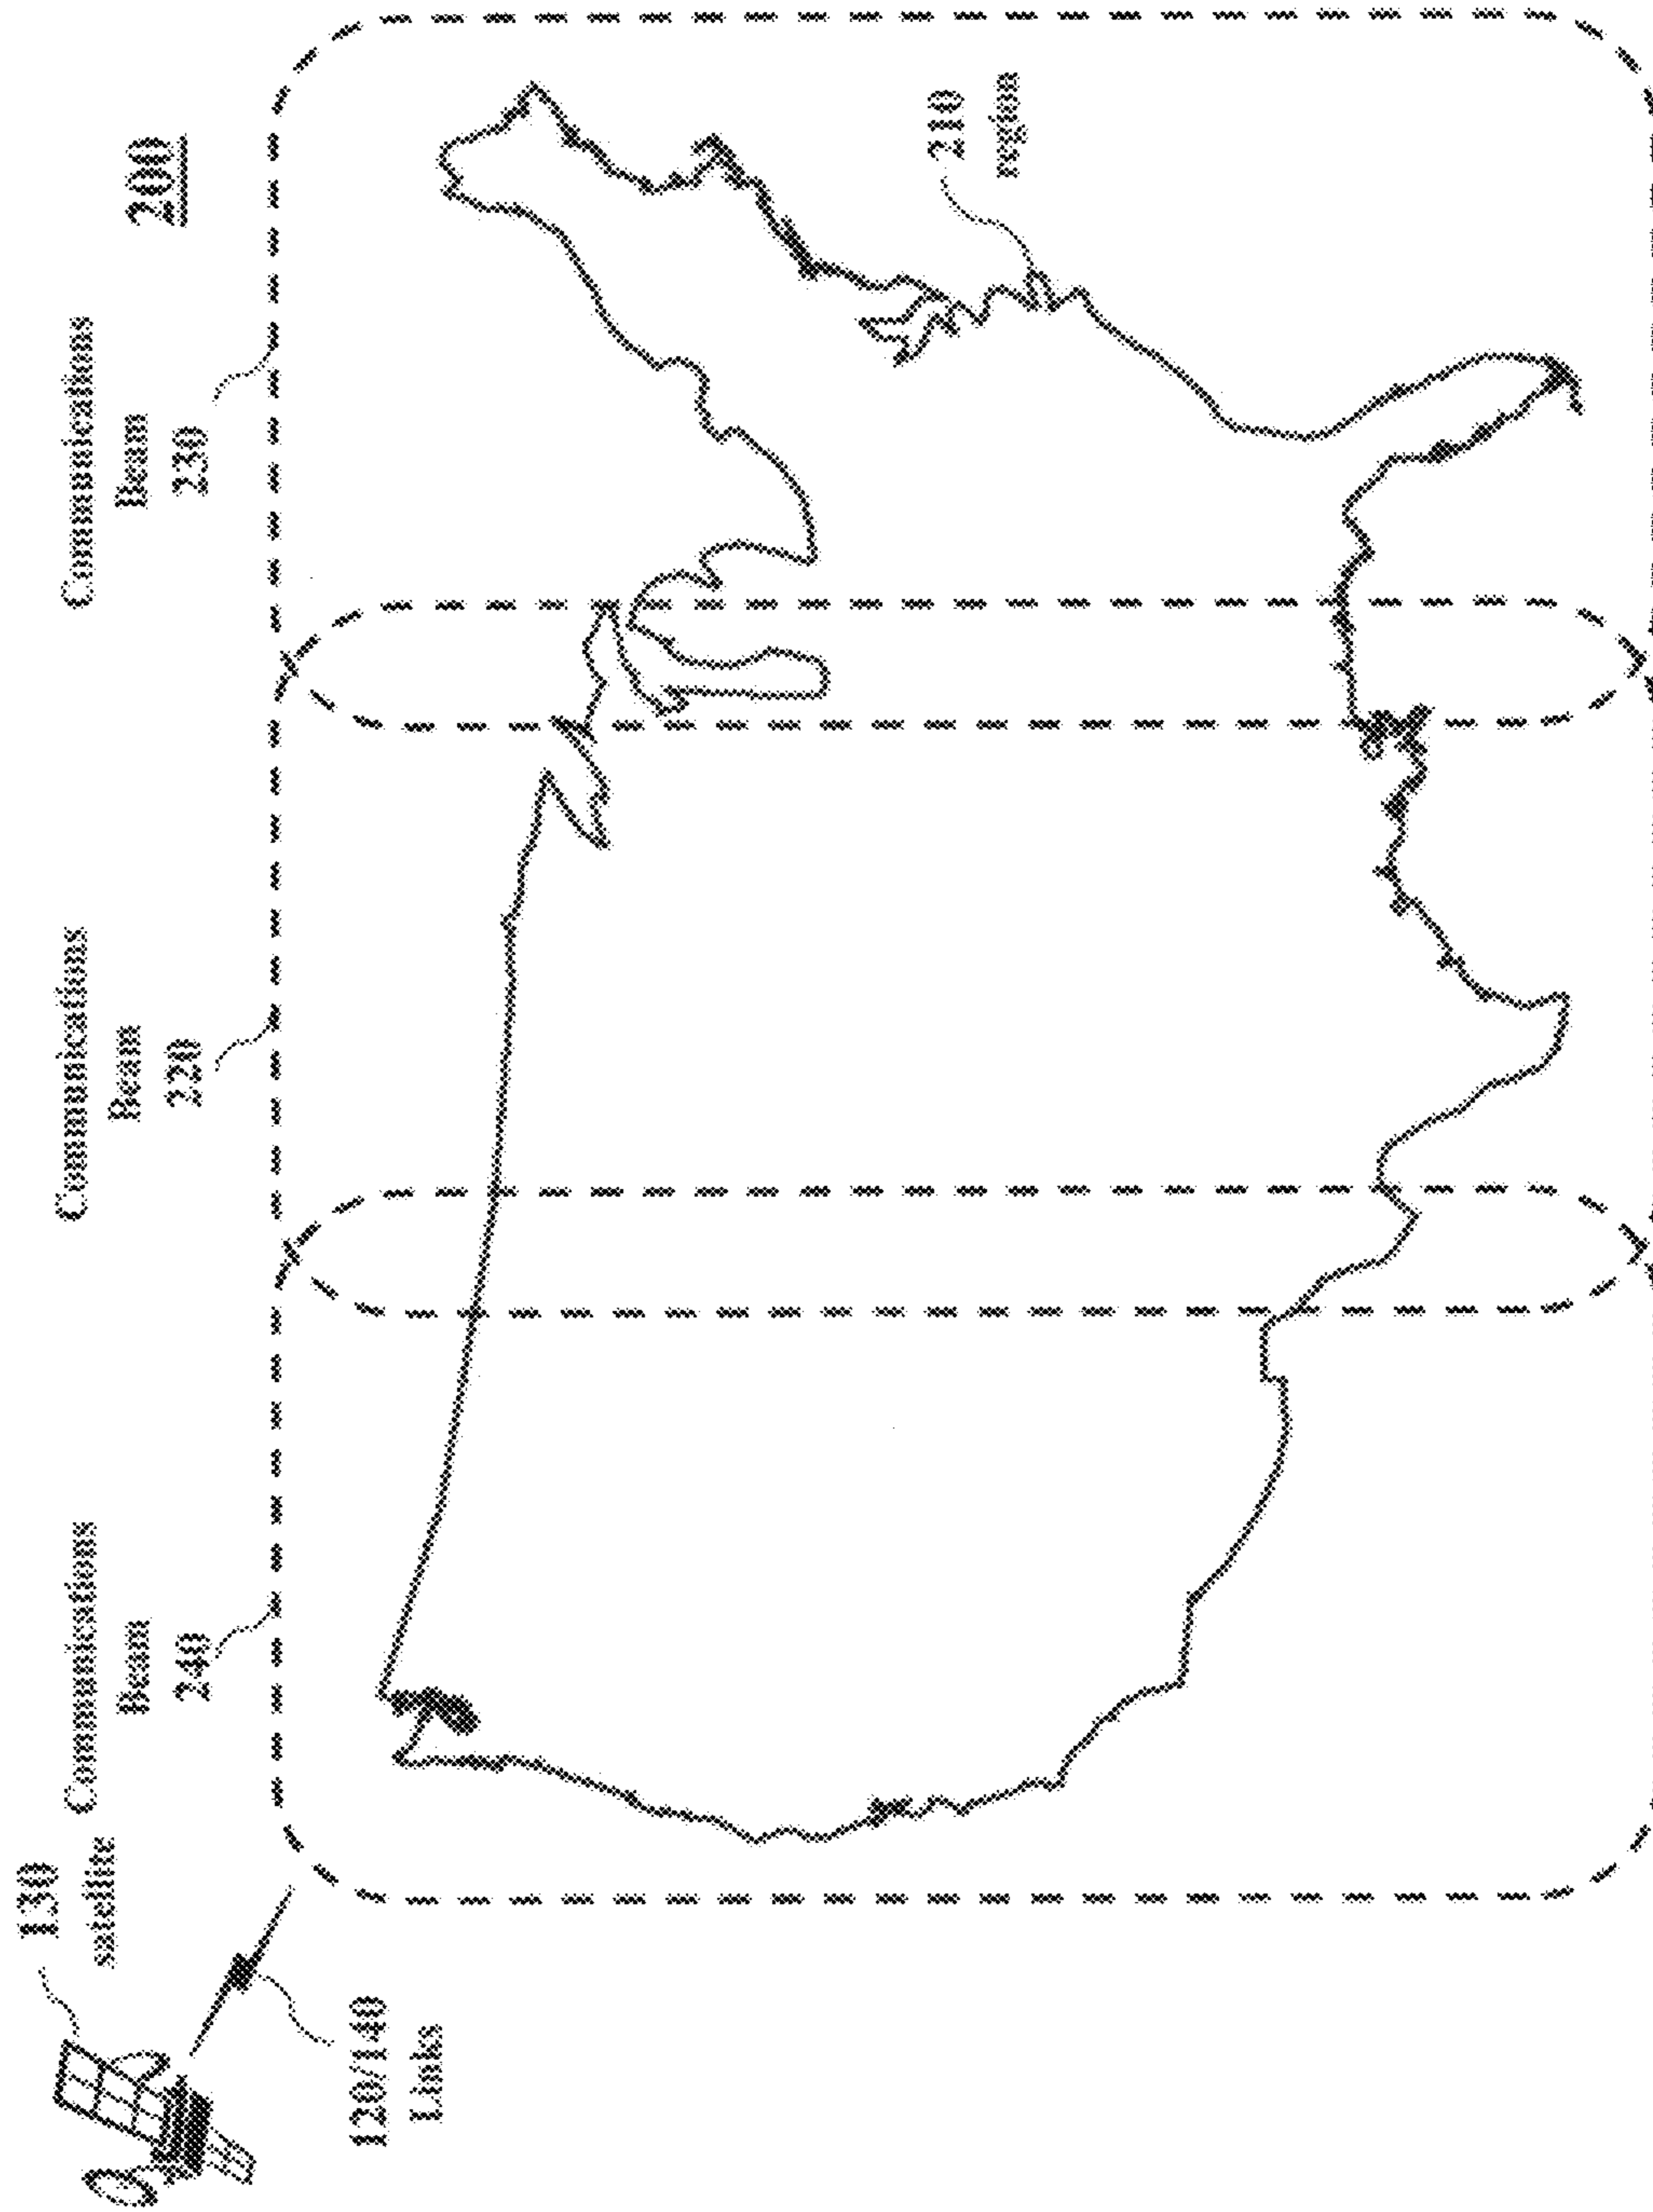 200
130
satellite
120/140
Links
Communications
Beam
240
Communications
Beam
220
Communications
Beam
230
210
region